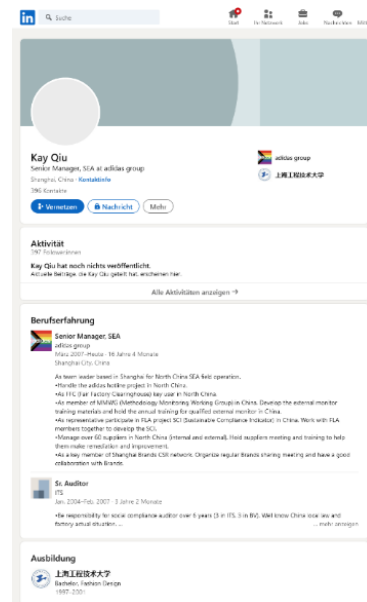 in
Suche
Start
Ihr Netzwerk
Jobs
Nachrichten
Kay Qiu
Senior Manager, SEA at adidas group
Shanghai, China · Kontaktinfo
396 Kontakte
adidas group
上海工程技术大学
Vernetzen
Nachricht
Mehr
Aktivität
397 Follower:innen
Kay Qiu hat noch nichts veröffentlicht.
Aktuelle Beiträge, die Kay Qiu geteilt hat, erscheinen hier.
Alle Aktivitäten anzeigen →
Berufserfahrung
Senior Manager, SEA
adidas group
März 2007–Heute · 16 Jahre 4 Monate
Shanghai City, China
As team leader based in Shanghai for North China SEA field operation.
•Handle the adidas hotline project in North China.
•As FFC (Fair Factory Clearinghouse) key user in North China.
•As member of MMWG (Methodology Monitoring Working Group) in China. Develop the external monitor
training materials and hold the annual training for qualified external monitor in China.
•As representative participate in FLA project SCI (Sustainable Compliance Indicator) in China. Work with FLA
members together to develop the SCI.
•Manage over 60 suppliers in North China (internal and external). Held suppliers meeting and training to help
them make remediation and improvement.
•As a key member of Shanghai Brands CSR network. Organize regular Brands sharing meeting and have a good
collaboration with Brands.
Sr. Auditor
ITS
Jan. 2004–Feb. 2007 · 3 Jahre 2 Monate
•Be responsibility for social compliance auditor over 6 years (3 in ITS, 3 in BV). Well know China local law and
factory actual situation. ...
... mehr anzeigen
Ausbildung
上海工程技术大学
Bachelor, Fashion Design
1997–2001